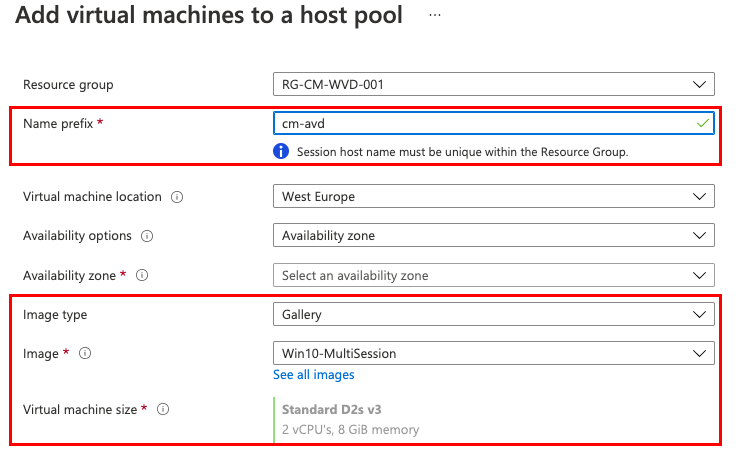 Add virtual machines to a host pool ...
Resource group RG-CM-WVD-001
Name prefix * cm-avd
Session host name must be unique within the Resource Group.
Virtual machine location West Europe
Availability options Availability zone
Availability zone * Select an availability zone
Image type Gallery
Image * Win10-MultiSession
See all images
Virtual machine size * Standard D2s v3
2 vCPU's, 8 GiB memory